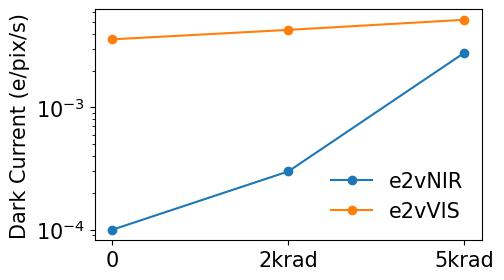 Dark Current (e/pix/s)
10⁻³
10⁻⁴
e2vNIR
e2vVIS
0 2krad 5krad